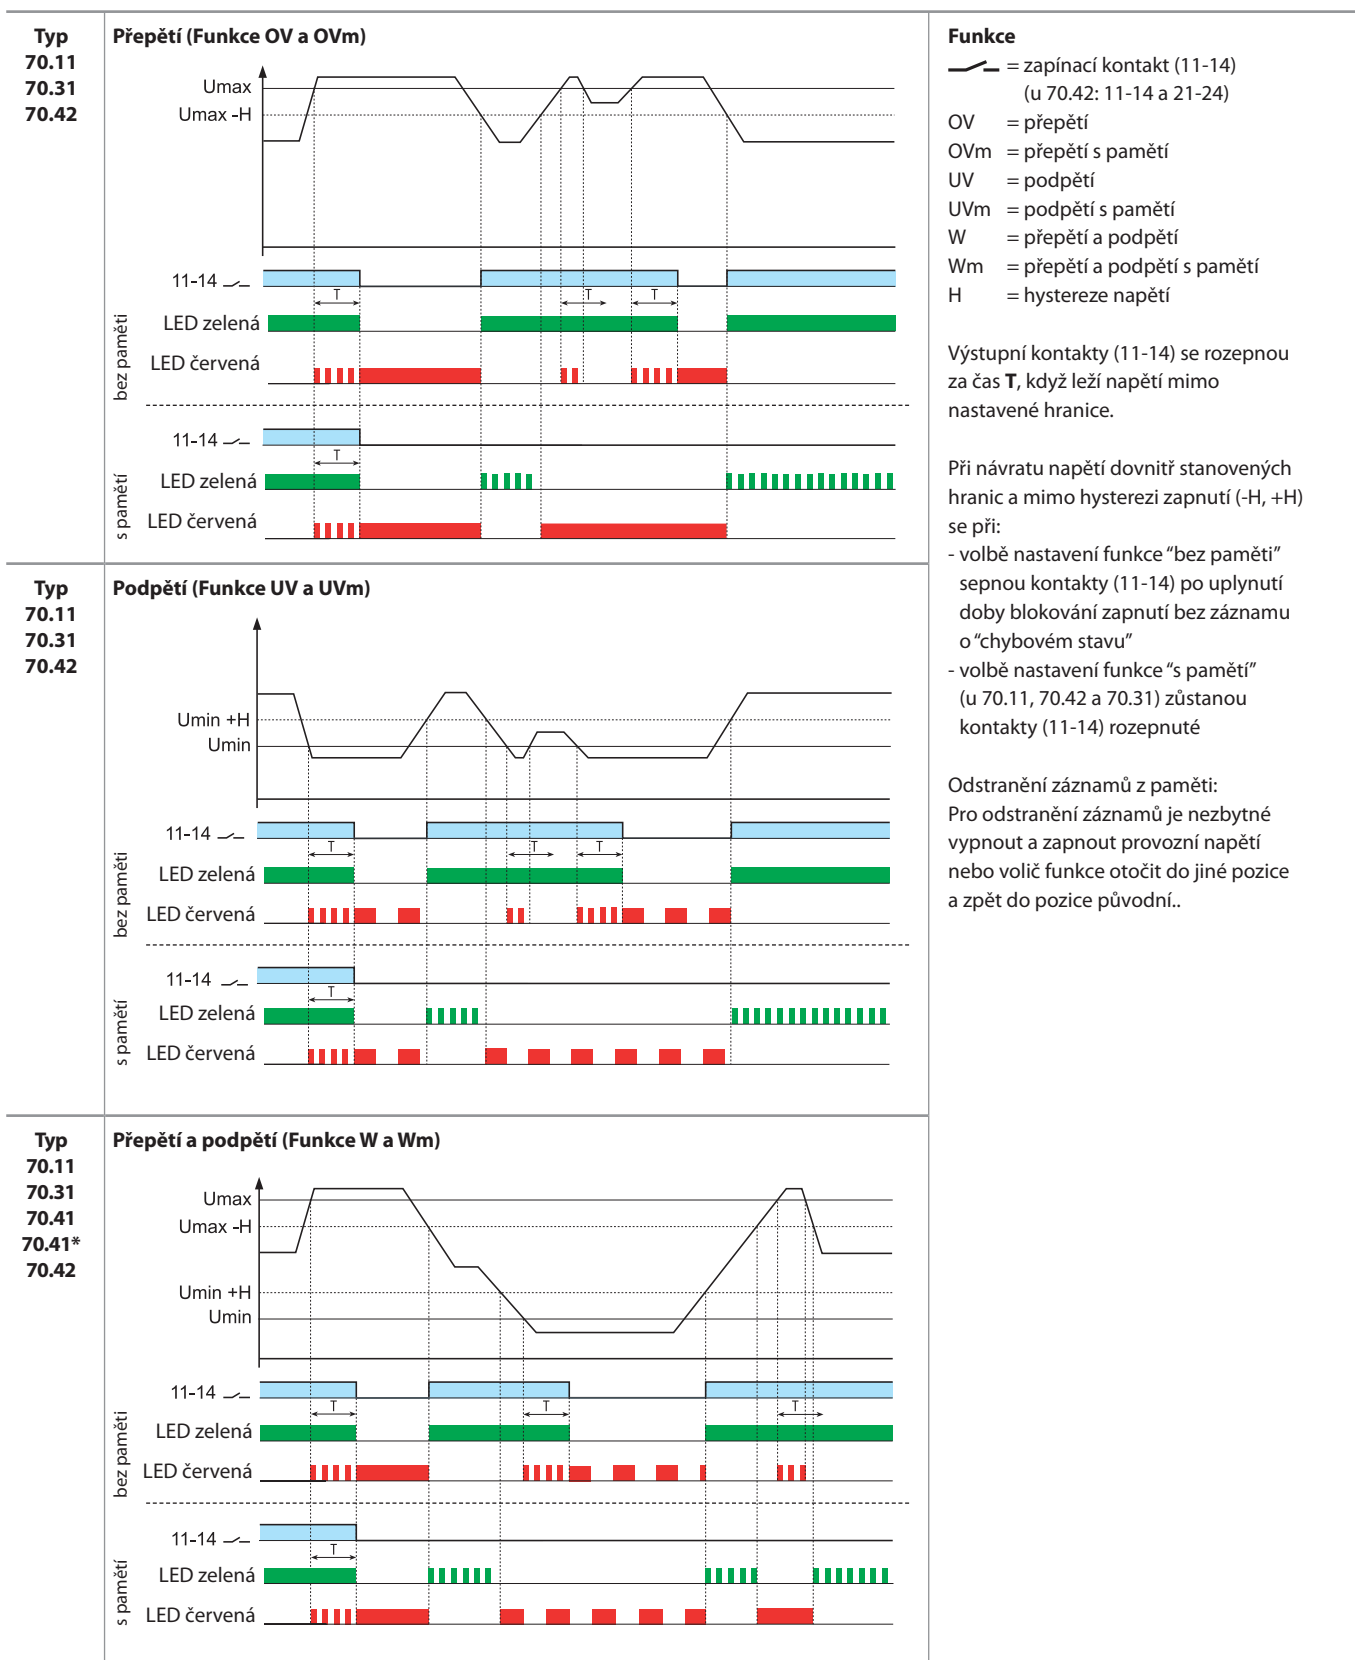 Typ
70.11
70.31
70.42
Přepětí (Funkce OV a OVm)
Umax
Umax -H
11-14
T
T
T
LED zelená
LED červená
bez paměti
11-14
T
LED zelená
LED červená
s pamětí
Typ
70.11
70.31
70.42
Podpětí (Funkce UV a UVm)
Umin +H
Umin
11-14
T
T
T
LED zelená
LED červená
bez paměti
11-14
T
LED zelená
LED červená
s pamětí
Typ
70.11
70.31
70.41
70.41*
70.42
Přepětí a podpětí (Funkce W a Wm)
Umax
Umax -H
Umin +H
Umin
11-14
T
T
T
LED zelená
LED červená
bez paměti
11-14
T
LED zelená
LED červená
s pamětí
Funkce
= zapínací kontakt (11-14)
(u 70.42: 11-14 a 21-24)
OV = přepětí
OVm = přepětí s pamětí
UV = podpětí
UVm = podpětí s pamětí
W = přepětí a podpětí
Wm = přepětí a podpětí s pamětí
H = hystereze napětí
Výstupní kontakty (11-14) se rozepnou
za čas T, když leží napětí mimo
nastavené hranice.
Při návratu napětí dovnitř stanovených
hranic a mimo hysterezi zapnutí (-H, +H)
se při:
- volbě nastavení funkce “bez paměti”
sepnou kontakty (11-14) po uplynutí
doby blokování zapnutí bez záznamu
o “chybovém stavu”
- volbě nastavení funkce “s pamětí”
(u 70.11, 70.42 a 70.31) zůstanou
kontakty (11-14) rozepnuté
Odstranění záznamů z paměti:
Pro odstranění záznamů je nezbytné
vypnout a zapnout provozní napětí
nebo volič funkce otočit do jiné pozice
a zpět do pozice původní..